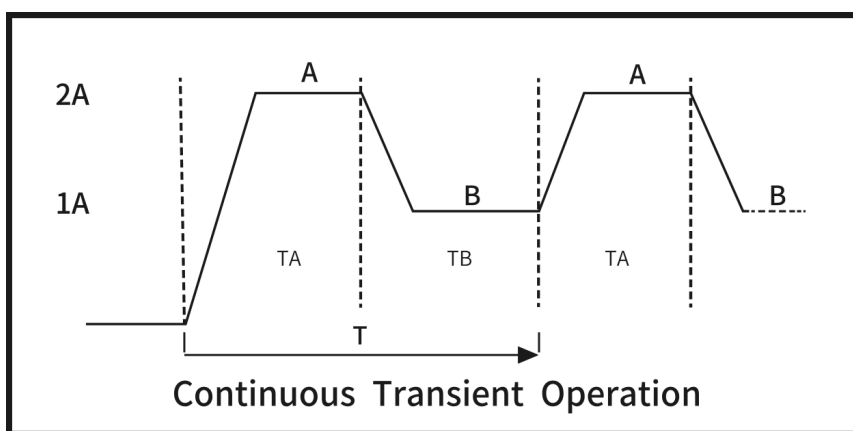 A A
2A
B B
1A
TA TB TA
T
Continuous Transient Operation